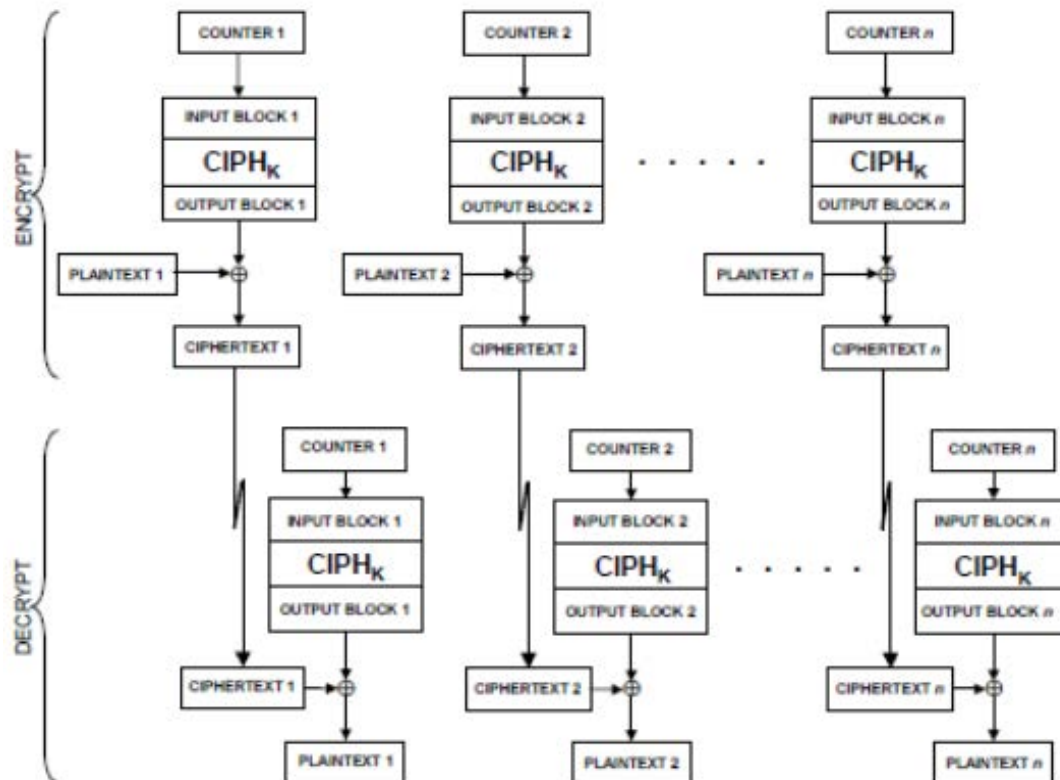 COUNTER 1 COUNTER 2 COUNTER n
INPUT BLOCK 1 INPUT BLOCK 2 INPUT BLOCK n
CIPHK CIPHK CIPHK
OUTPUT BLOCK 1 OUTPUT BLOCK 2 OUTPUT BLOCK n
ENCRYPT
PLAINTEXT 1 PLAINTEXT 2 PLAINTEXT n
CIPHERTEXT 1 CIPHERTEXT 2 CIPHERTEXT n
COUNTER 1 COUNTER 2 COUNTER n
INPUT BLOCK 1 INPUT BLOCK 2 INPUT BLOCK n
CIPHK CIPHK CIPHK
OUTPUT BLOCK 1 OUTPUT BLOCK 2 OUTPUT BLOCK n
DECRYPT
CIPHERTEXT 1 CIPHERTEXT 2 CIPHERTEXT n
PLAINTEXT 1 PLAINTEXT 2 PLAINTEXT n